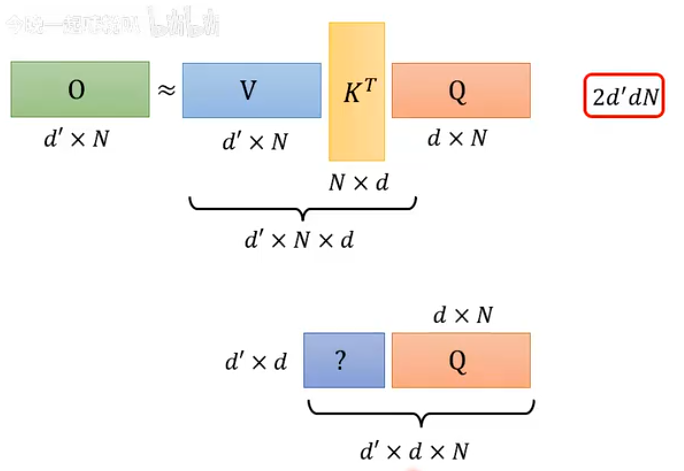 O ≈ V K^T Q 2d'dN
d' × N d' × N d × N
N × d
d' × N × d
d × N
d' × d ? Q
d' × d × N